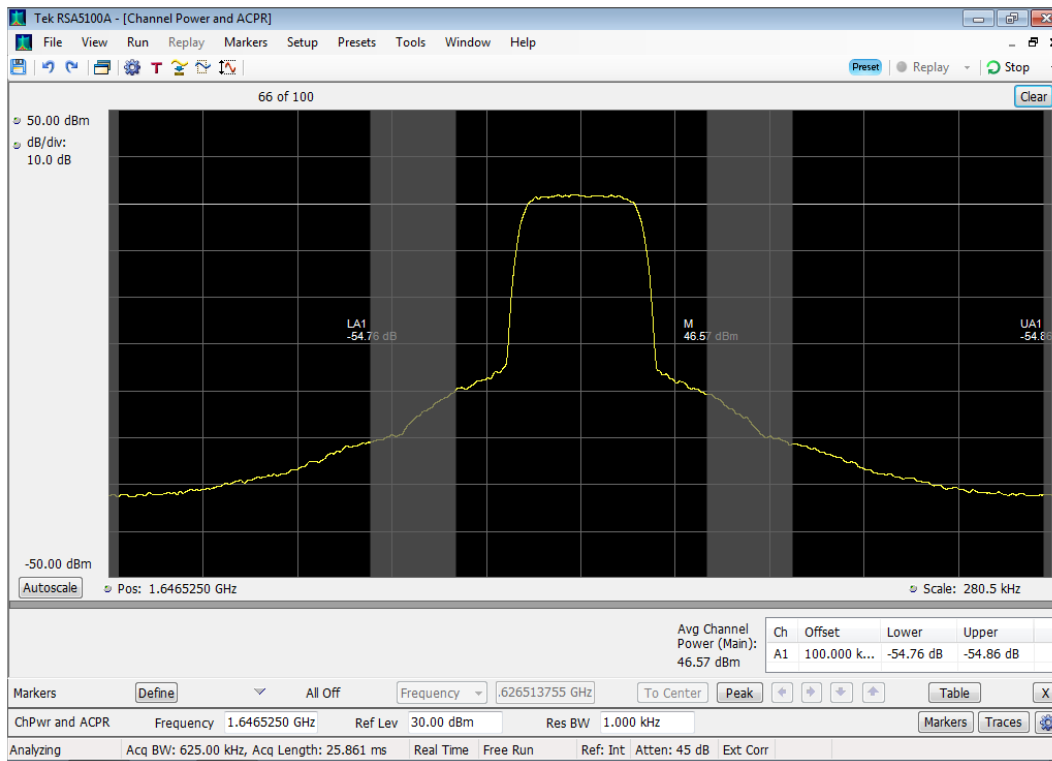 Tek RSA5100A - [Channel Power and ACPR]
File View Run Replay Markers Setup Presets Tools Window Help
T Preset Replay Stop
66 of 100 Clear
50.00 dBm
dB/div:
10.0 dB
LA1 M UA1
-54.76 dB 46.57 dBm -54.86
-50.00 dBm
Autoscale Pos: 1.6465250 GHz Scale: 280.5 kHz
Avg Channel
Power (Main):
46.57 dBm
Ch Offset Lower Upper
A1 100.000 k... -54.76 dB -54.86 dB
Markers Define All Off Frequency .626513755 GHz To Center Peak Table X
ChPwr and ACPR Frequency 1.6465250 GHz Ref Lev 30.00 dBm Res BW 1.000 kHz Markers Traces
Analyzing Acq BW: 625.00 kHz, Acq Length: 25.861 ms Real Time Free Run Ref: Int Atten: 45 dB Ext Corr